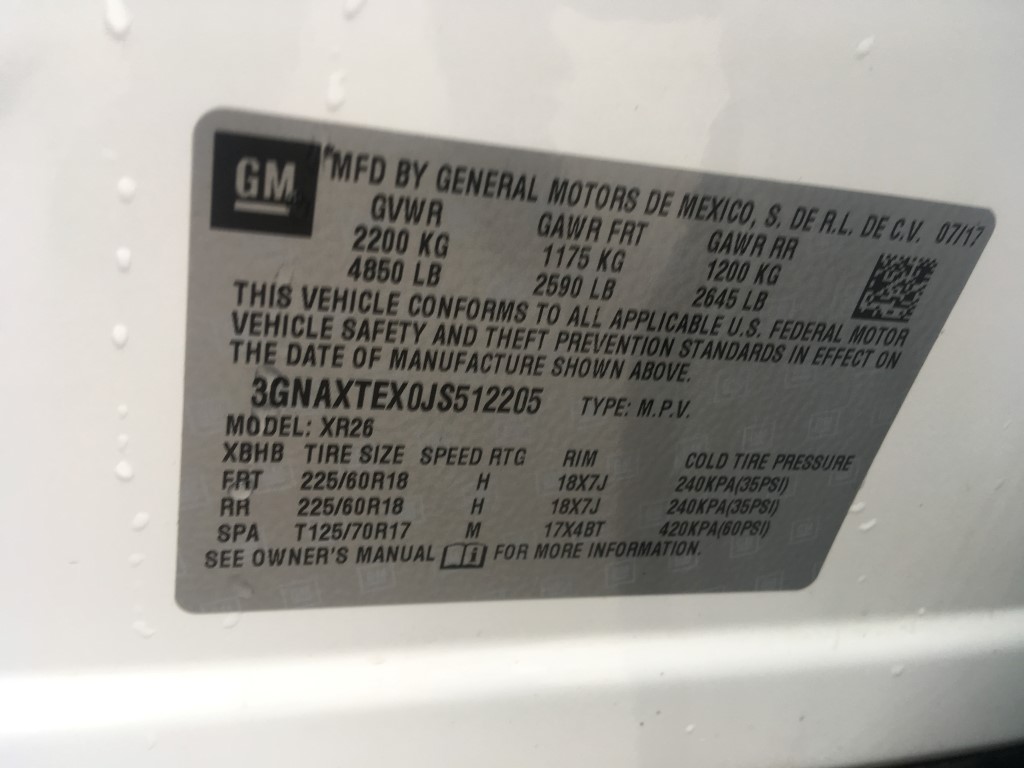 GM
MFD BY GENERAL MOTORS DE MEXICO, S. DE R.L. DE C.V. 07/17
GVWR GAWR FRT GAWR RR
2200 KG 1175 KG 1200 KG
4850 LB 2590 LB 2645 LB
THIS VEHICLE CONFORMS TO ALL APPLICABLE U.S. FEDERAL MOTOR
VEHICLE SAFETY AND THEFT PREVENTION STANDARDS IN EFFECT ON
THE DATE OF MANUFACTURE SHOWN ABOVE.
3GNAXTEX0JS512205 TYPE: M.P.V.
MODEL: XR26
XBHB TIRE SIZE SPEED RTG RIM COLD TIRE PRESSURE
FRT 225/60R18 H 18X7J 240KPA(35PSI)
RR 225/60R18 H 18X7J 240KPA(35PSI)
SPA T125/70R17 M 17X4BT 420KPA(60PSI)
SEE OWNER'S MANUAL FOR MORE INFORMATION.